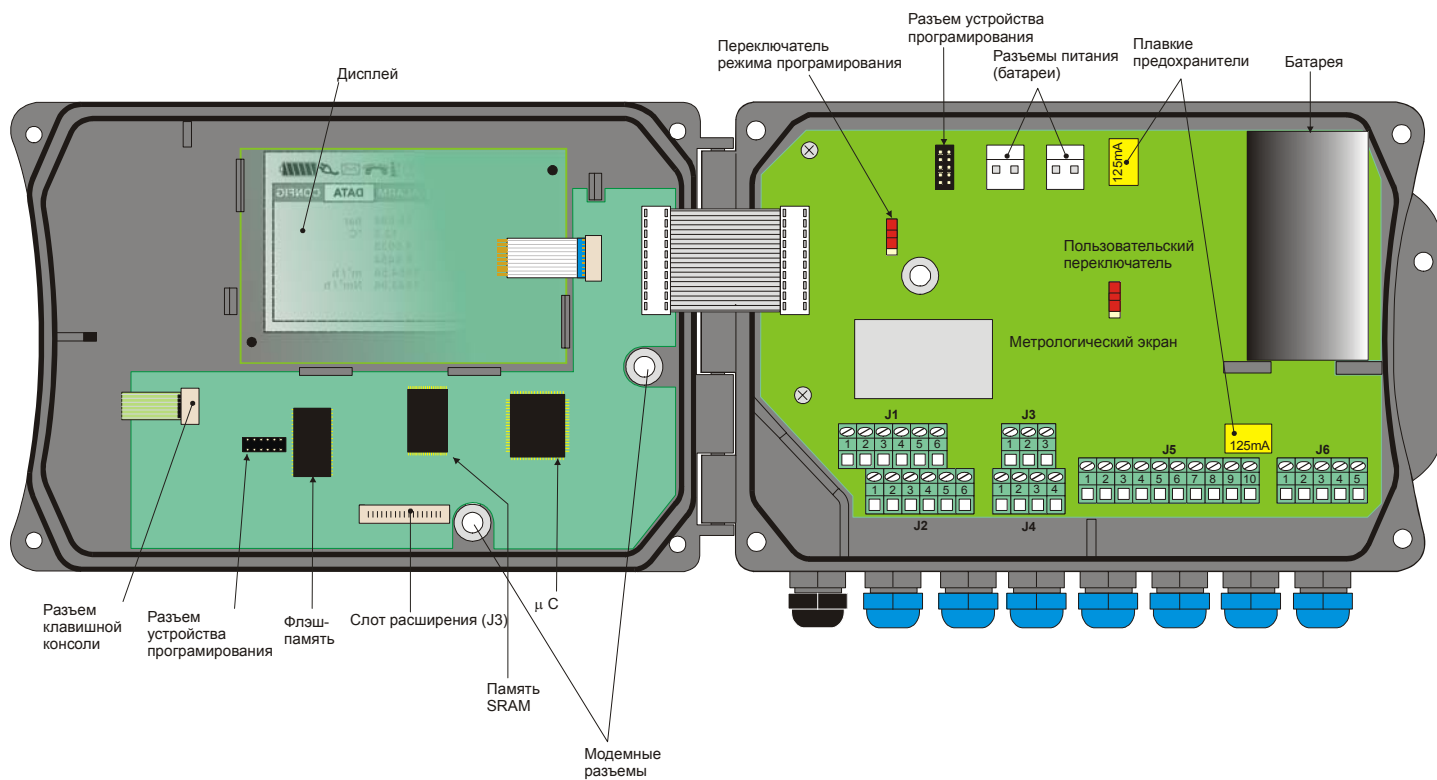 Разъем устройства
програмирования
Переключатель
режима програмирования
Разъемы питания
(батареи)
Плавкие
предохранители
Батарея
Дисплей
125mA
CONFIG
DATA
ALARM
Bar
°C
m³/h
Nm³/h
Пользовательский
переключатель
Метрологический экран
J1
1 2 3 4 5 6
J3
1 2 3
125mA
J5
1 2 3 4 5 6 7 8 9 10
J6
1 2 3 4 5
1 2 3 4 5 6
J2
1 2 3 4
J4
Разъем
клавишной
консоли
Разъем
устройства
програмирования
Флэш-
память
Слот расширения (J3)
μ C
Память
SRAM
Модемные
разъемы